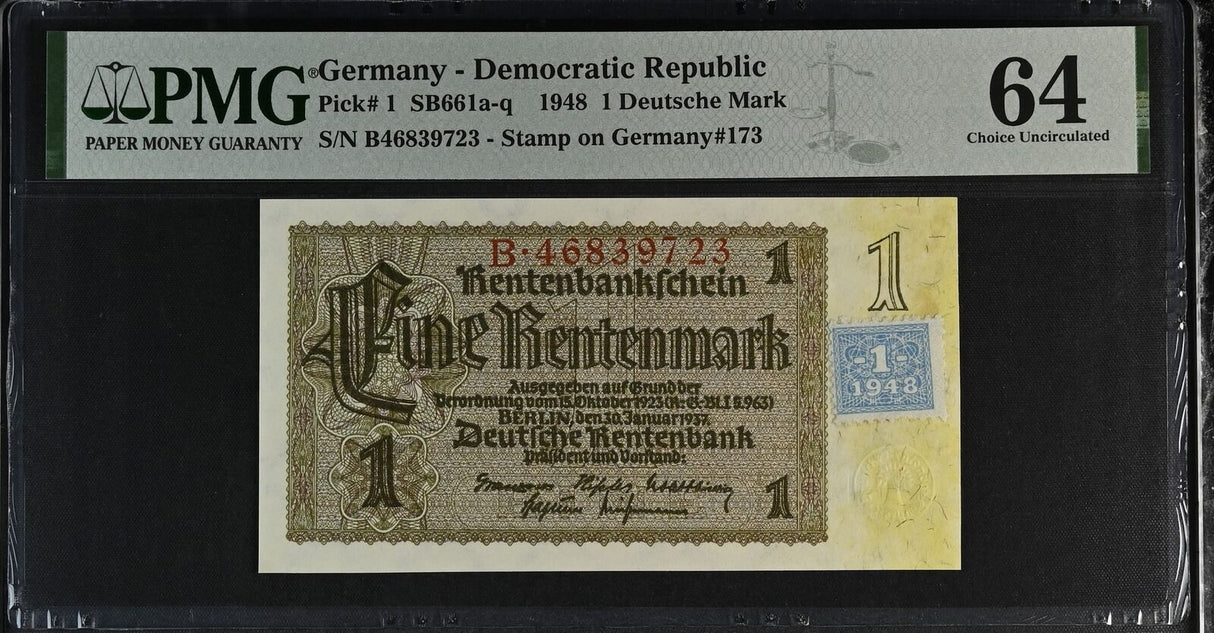 PMG®
PAPER MONEY GUARANTY
Germany - Democratic Republic
Pick# 1 SB661a-q 1948 1 Deutsche Mark
S/N B46839723 - Stamp on Germany#173
64
Choice Uncirculated
B·46839723
1
1
Rentenbankschein
Eine Rentenmark
-1-
1948
Ausgegeben auf Grund der
Verordnung vom 15. Oktober 1923 (R.-G.-Bl. I S. 963)
BERLIN, den 30. Januar 1937.
Deutsche Rentenbank
Präsident und Vorstand:
1
1